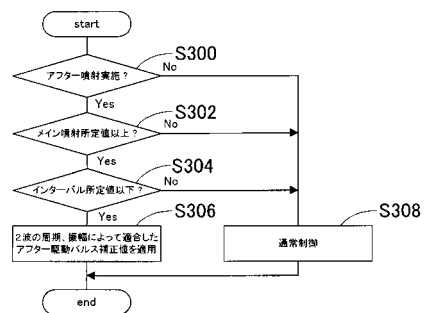 start
S300
アフター噴射実施？
No
Yes
S302
メイン噴射所定値以上？
No
Yes
S304
インターバル所定値以下？
No
Yes
S306
S308
2波の周期、振幅によって適合した
アフター駆動パルス補正値を適用
通常制御
end